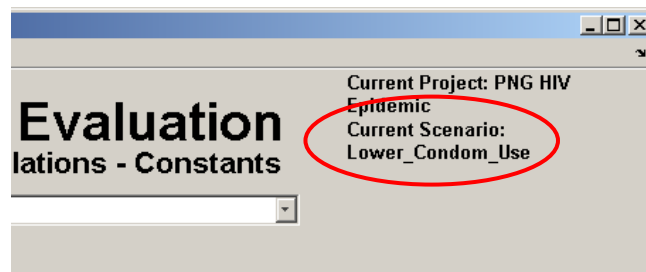 Current Project: PNG HIV
Epidemic
Evaluation
Current Scenario:
Lower_Condom_Use
lations - Constants